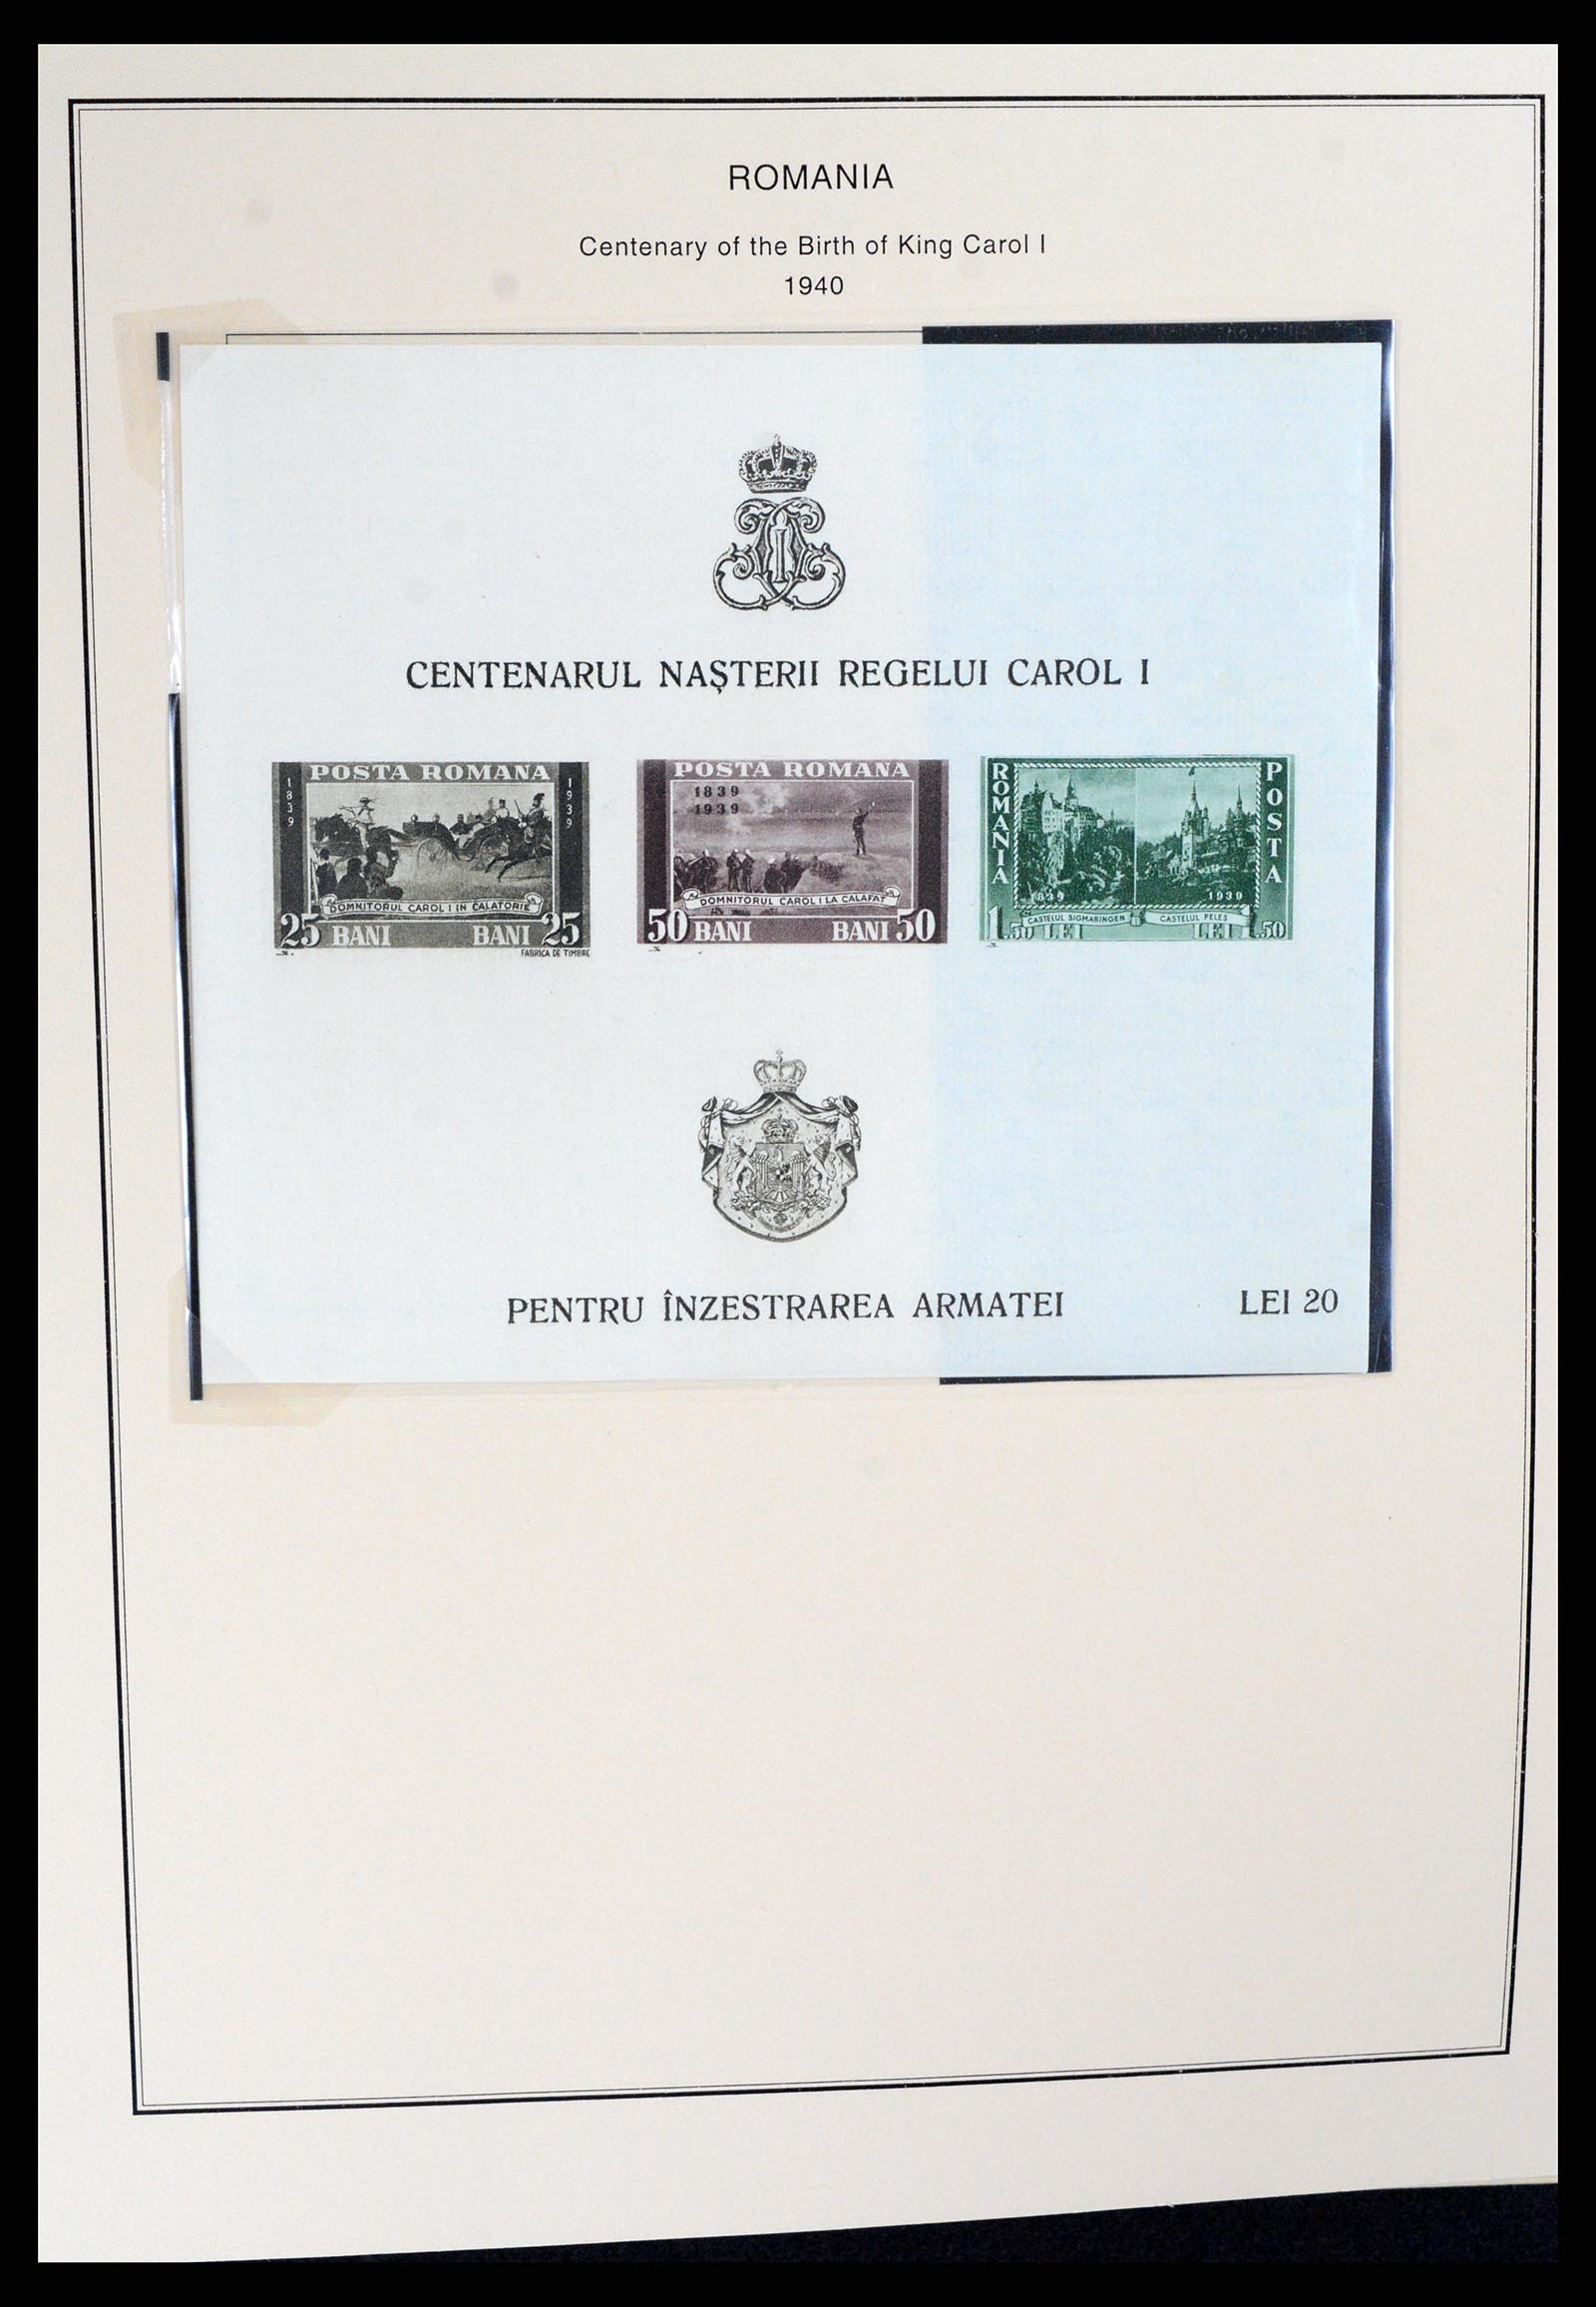 ROMANIA
Centenary of the Birth of King Carol I
1940
CENTENARUL NAȘTERII REGELUI CAROL I
POSTA ROMANA
1839
1939
DOMNITORUL CAROL I IN CALATORIE
25 BANI BANI 25
FABRICA DE TIMBRE
POSTA ROMANA
1839
1939
DOMNITORUL CAROL I LA CALAFAT
50 BANI BANI 50
ROMANIA
POSTA
1839 1939
CASTELUL SIGMARINGEN CASTELUL PELES
1.50 LEI LEI 1.50
PENTRU ÎNZESTRAREA ARMATEI LEI 20